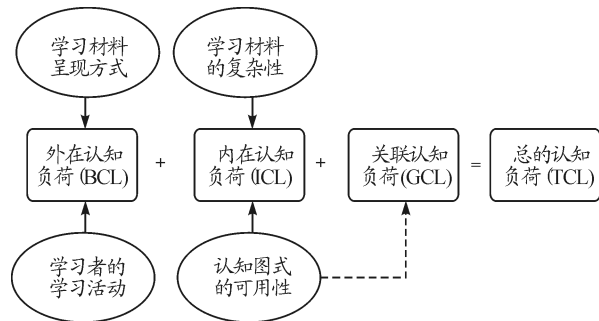 学习材料
呈现方式
学习材料
的复杂性
外在认知
负荷(BCL)
+
内在认知
负荷(ICL)
+
关联认知
负荷(GCL)
=
总的认知
负荷(TCL)
学习者的
学习活动
认知图式
的可用性